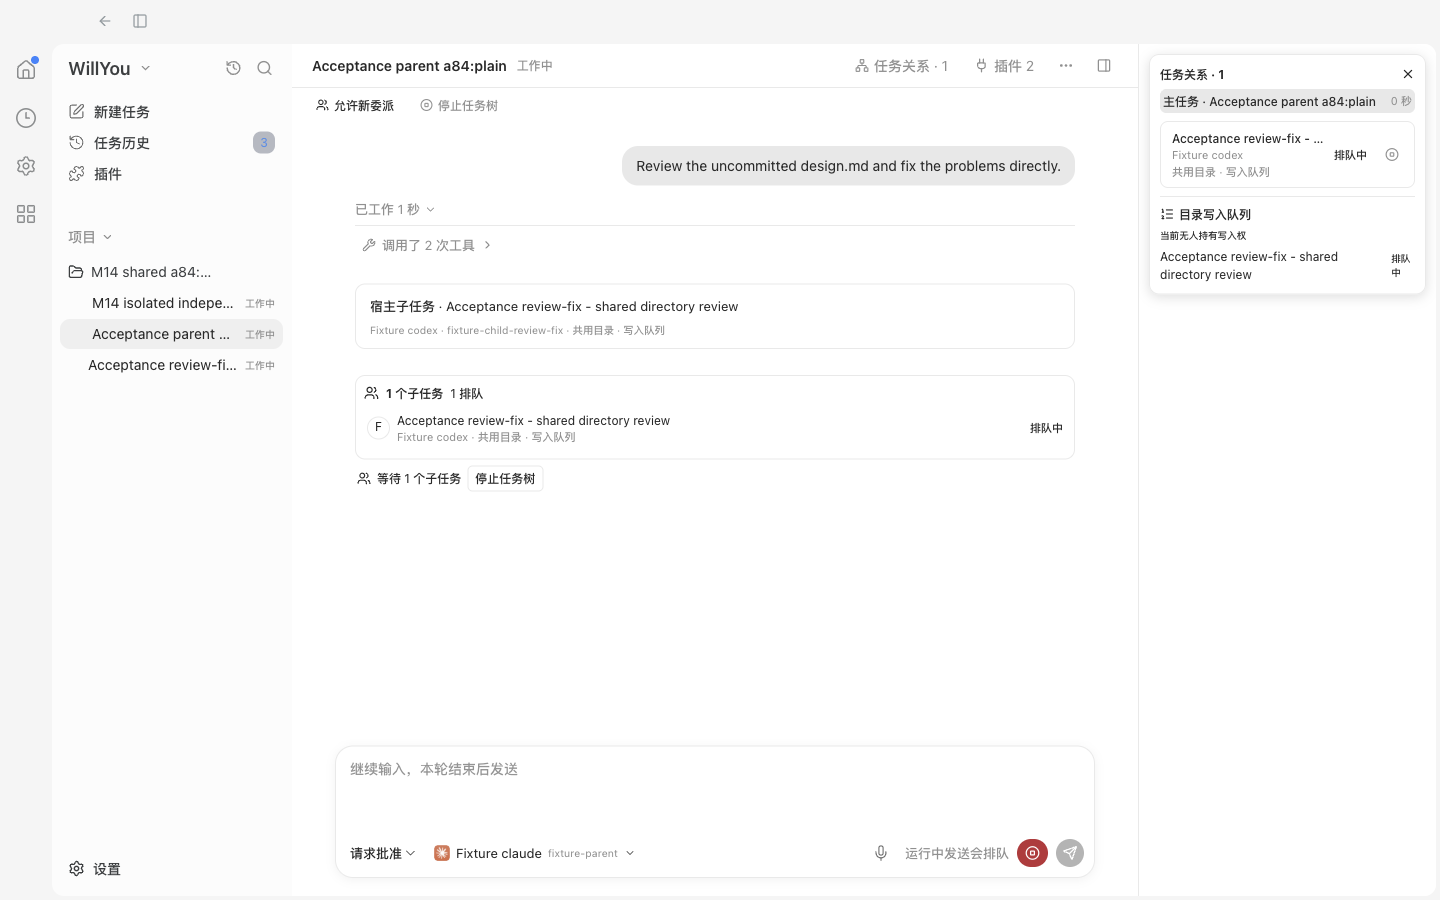 WillYou
新建任务
任务历史
3
插件
项目
M14 shared a84:...
M14 isolated indepe...
工作中
Acceptance parent ...
工作中
Acceptance review-fi...
工作中
设置
Acceptance parent a84:plain
工作中
任务关系 · 1
插件 2
允许新委派
停止任务树
Review the uncommitted design.md and fix the problems directly.
已工作 1 秒
调用了 2 次工具
宿主子任务 · Acceptance review-fix - shared directory review
Fixture codex · fixture-child-review-fix · 共用目录 · 写入队列
1 个子任务 1 排队
F
Acceptance review-fix - shared directory review
Fixture codex · 共用目录 · 写入队列
排队中
等待 1 个子任务
停止任务树
继续输入，本轮结束后发送
请求批准
Fixture claude
fixture-parent
运行中发送会排队
任务关系 · 1
主任务 · Acceptance parent a84:plain
0 秒
Acceptance review-fix - ...
Fixture codex
共用目录 · 写入队列
排队中
目录写入队列
当前无人持有写入权
Acceptance review-fix - shared
directory review
排队
中